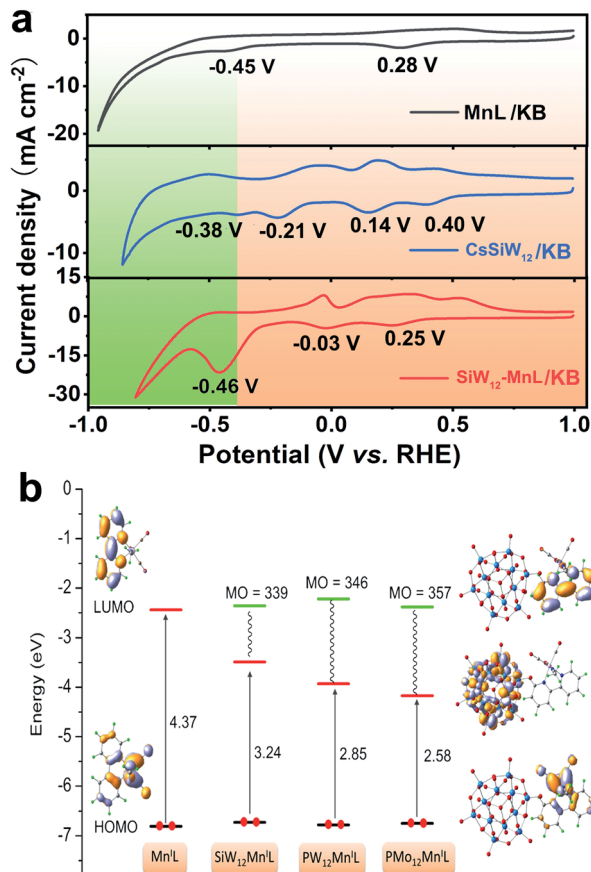 a
Current density (mA cm⁻²)
0
-10
-20
-0.45 V
0.28 V
MnL/KB
0
-10
-0.38 V
-0.21 V
0.14 V
0.40 V
CsSiW₁₂/KB
15
0
-15
-30
-0.46 V
-0.03 V
0.25 V
SiW₁₂-MnL/KB
-1.0 -0.5 0.0 0.5 1.0
Potential (V vs. RHE)
b
Energy (eV)
0
-1
-2
-3
-4
-5
-6
-7
LUMO
HOMO
MO = 339
MO = 346
MO = 357
4.37
3.24
2.85
2.58
MnᴵL
SiW₁₂MnᴵL
PW₁₂MnᴵL
PMo₁₂MnᴵL